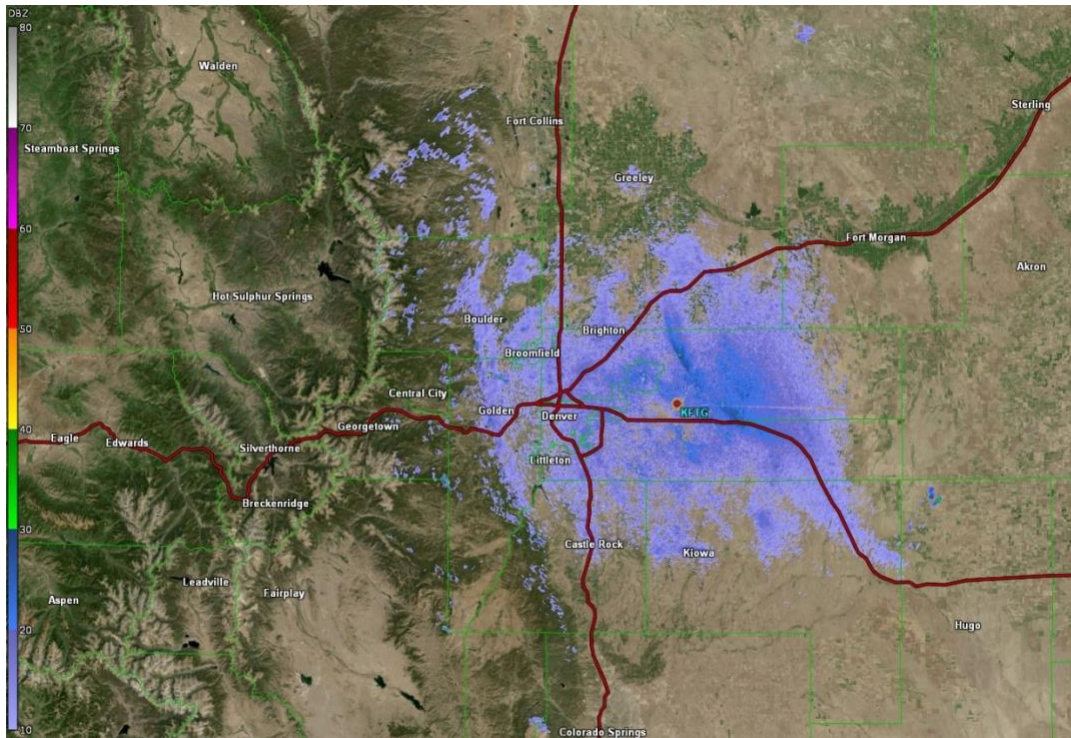 DBZ
80
Walden
Sterling
Fort Collins
70
Steamboat Springs
Greeley
60
Fort Morgan
Akron
Hot Sulphur Springs
50
Boulder
Brighton
Broomfield
Central City
KFTG
Golden
Denver
Georgetown
40
Eagle
Edwards
Silverthorne
Littleton
Breckenridge
30
Castle Rock
Kiowa
Leadville
Fairplay
Aspen
Hugo
20
10
Colorado Springs